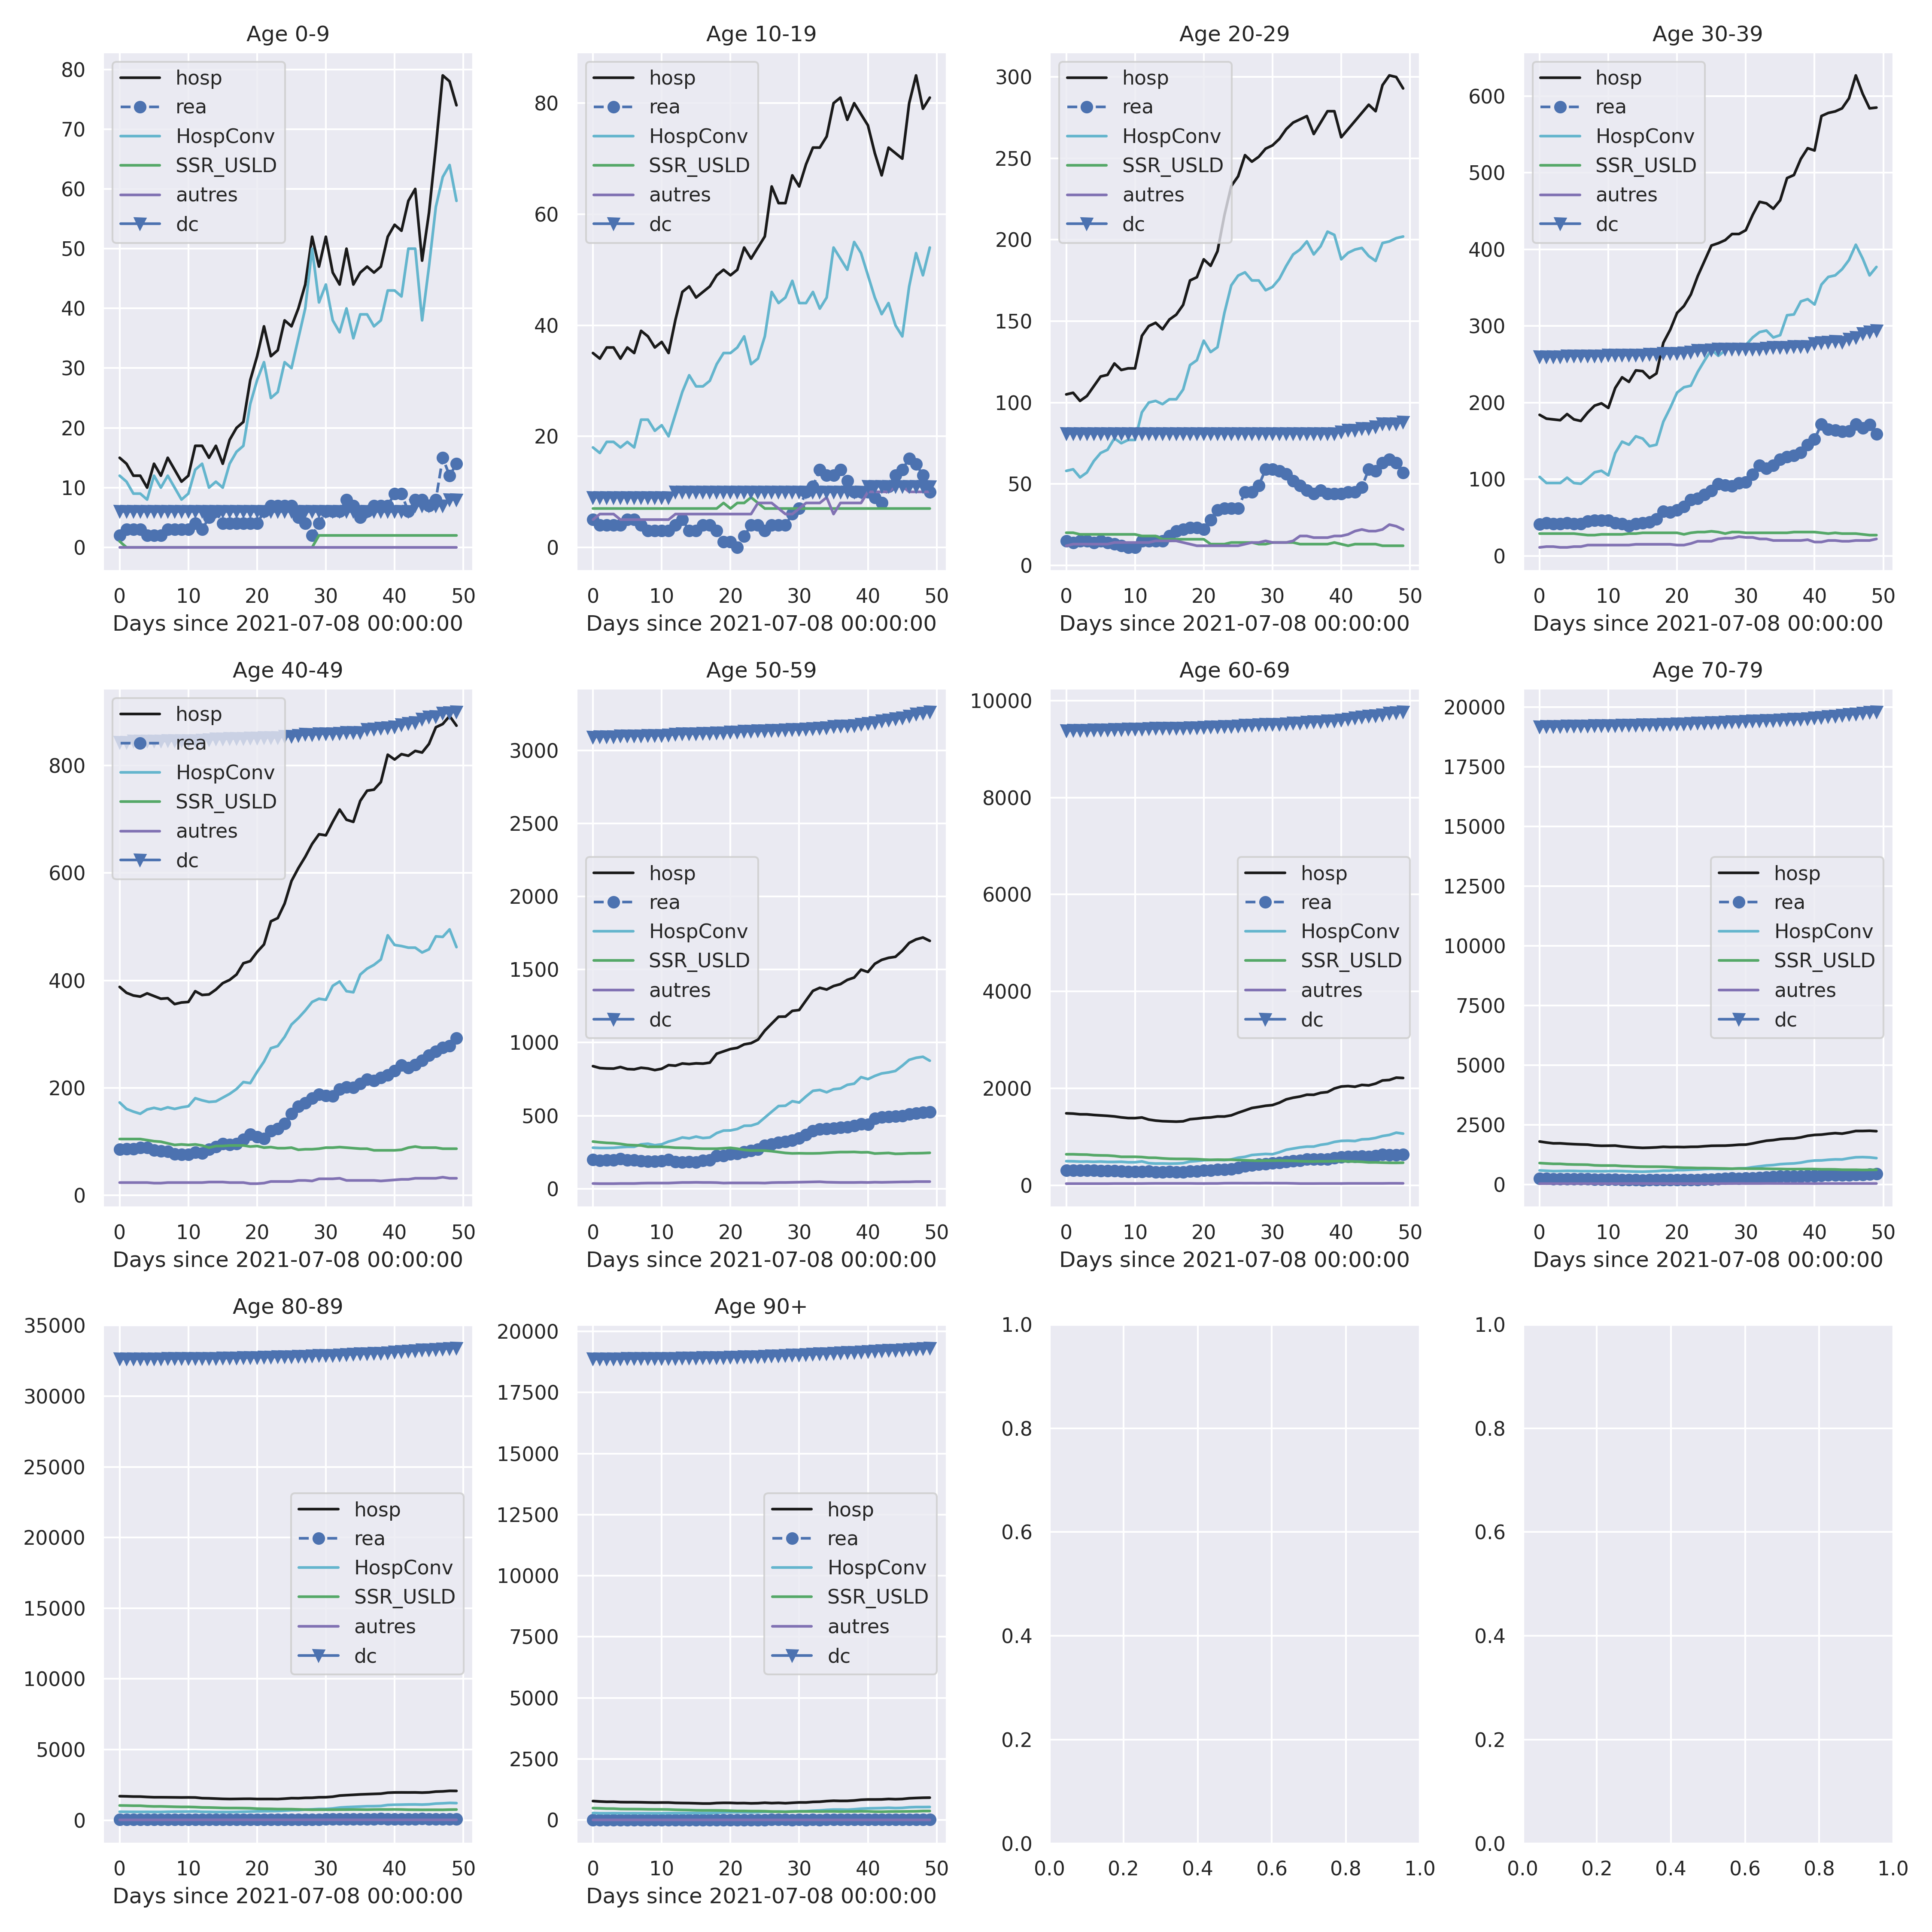 Age 0-9
80
70
60
50
40
30
20
10
0
hosp
rea
HospConv
SSR_USLD
autres
dc
0 10 20 30 40 50
Days since 2021-07-08 00:00:00
Age 10-19
80
60
40
20
0
hosp
rea
HospConv
SSR_USLD
autres
dc
0 10 20 30 40 50
Days since 2021-07-08 00:00:00
Age 20-29
300
250
200
150
100
50
0
hosp
rea
HospConv
SSR_USLD
autres
dc
0 10 20 30 40 50
Days since 2021-07-08 00:00:00
Age 30-39
600
500
400
300
200
100
0
hosp
rea
HospConv
SSR_USLD
autres
dc
0 10 20 30 40 50
Days since 2021-07-08 00:00:00
Age 40-49
800
600
400
200
0
hosp
rea
HospConv
SSR_USLD
autres
dc
0 10 20 30 40 50
Days since 2021-07-08 00:00:00
Age 50-59
3000
2500
2000
1500
1000
500
0
hosp
rea
HospConv
SSR_USLD
autres
dc
0 10 20 30 40 50
Days since 2021-07-08 00:00:00
Age 60-69
10000
8000
6000
4000
2000
0
hosp
rea
HospConv
SSR_USLD
autres
dc
0 10 20 30 40 50
Days since 2021-07-08 00:00:00
Age 70-79
20000
17500
15000
12500
10000
7500
5000
2500
0
hosp
rea
HospConv
SSR_USLD
autres
dc
0 10 20 30 40 50
Days since 2021-07-08 00:00:00
Age 80-89
35000
30000
25000
20000
15000
10000
5000
0
hosp
rea
HospConv
SSR_USLD
autres
dc
0 10 20 30 40 50
Days since 2021-07-08 00:00:00
Age 90+
20000
17500
15000
12500
10000
7500
5000
2500
0
hosp
rea
HospConv
SSR_USLD
autres
dc
0 10 20 30 40 50
Days since 2021-07-08 00:00:00
1.0
0.8
0.6
0.4
0.2
0.0
0.0 0.2 0.4 0.6 0.8 1.0
1.0
0.8
0.6
0.4
0.2
0.0
0.0 0.2 0.4 0.6 0.8 1.0